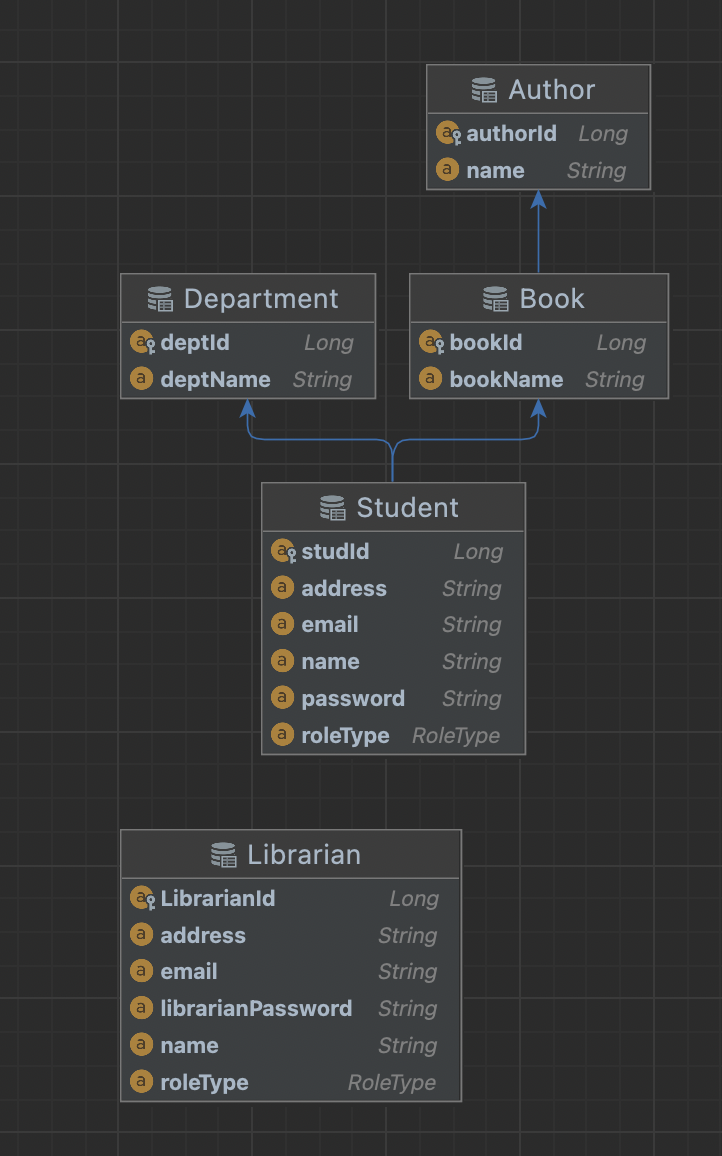 Author
authorId Long
name String
Department
deptId Long
deptName String
Book
bookId Long
bookName String
Student
studId Long
address String
email String
name String
password String
roleType RoleType
Librarian
LibrarianId Long
address String
email String
librarianPassword String
name String
roleType RoleType